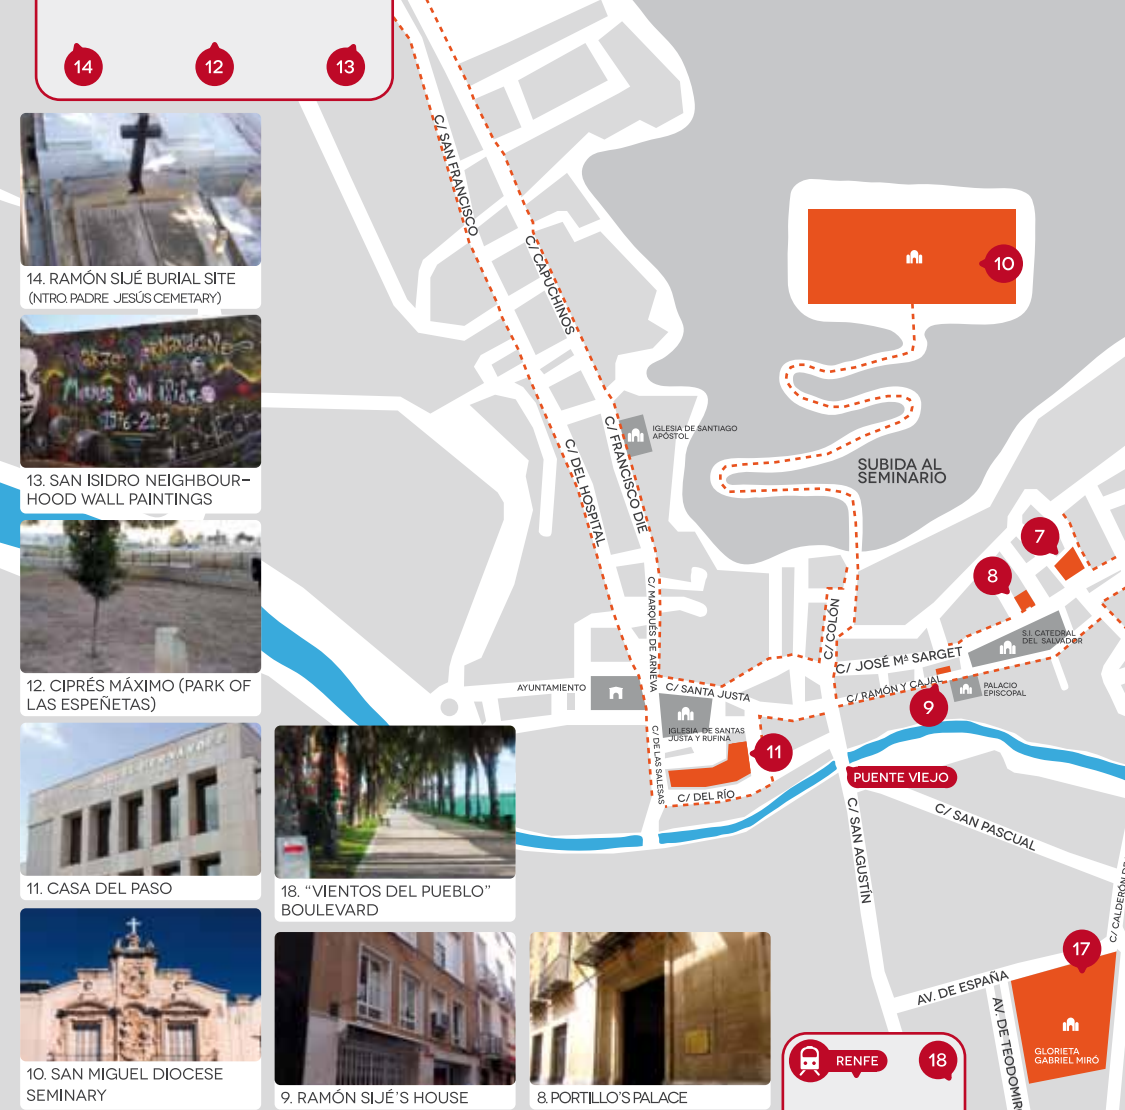 14
12
13
C/ SAN FRANCISCO
C/ CAPUCHINOS
10
14. RAMÓN SIJÉ BURIAL SITE
(NTRO. PADRE JESÚS CEMETARY)
1976-2012
13. SAN ISIDRO NEIGHBOUR-
HOOD WALL PAINTINGS
C/ DEL HOSPITAL
C/ FRANCISCO DIE
IGLESIA DE SANTIAGO
APÓSTOL
SUBIDA AL
SEMINARIO
7
8
12. CIPRÉS MÁXIMO (PARK OF
LAS ESPEÑETAS)
C/ MARQUÉS DE ARNEVA
C/ COLÓN
S.I. CATEDRAL
DEL SALVADOR
C/ JOSÉ Mª SARGET
AYUNTAMIENTO
C/ SANTA JUSTA
C/ RAMÓN Y CAJAL
PALACIO
EPISCOPAL
9
IGLESIA DE SANTAS
JUSTA Y RUFINA
C/ DE LAS SALESAS
11
C/ DEL RÍO
PUENTE VIEJO
C/ SAN AGUSTÍN
C/ SAN PASCUAL
11. CASA DEL PASO
18. “VIENTOS DEL PUEBLO”
BOULEVARD
C/ CALDERÓN DE
17
AV. DE ESPAÑA
AV. DE TEODOMIR
GLORIETA
GABRIEL MIRÓ
RENFE
18
10. SAN MIGUEL DIOCESE
SEMINARY
9. RAMÓN SIJÉ’S HOUSE
8. PORTILLO’S PALACE